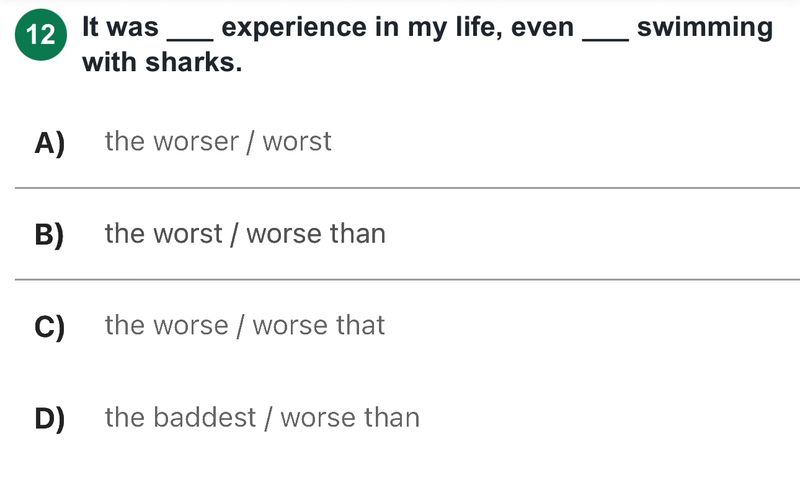 12 It was ___ experience in my life, even ___ swimming
with sharks.
A) the worser / worst
B) the worst / worse than
C) the worse / worse that
D) the baddest / worse than